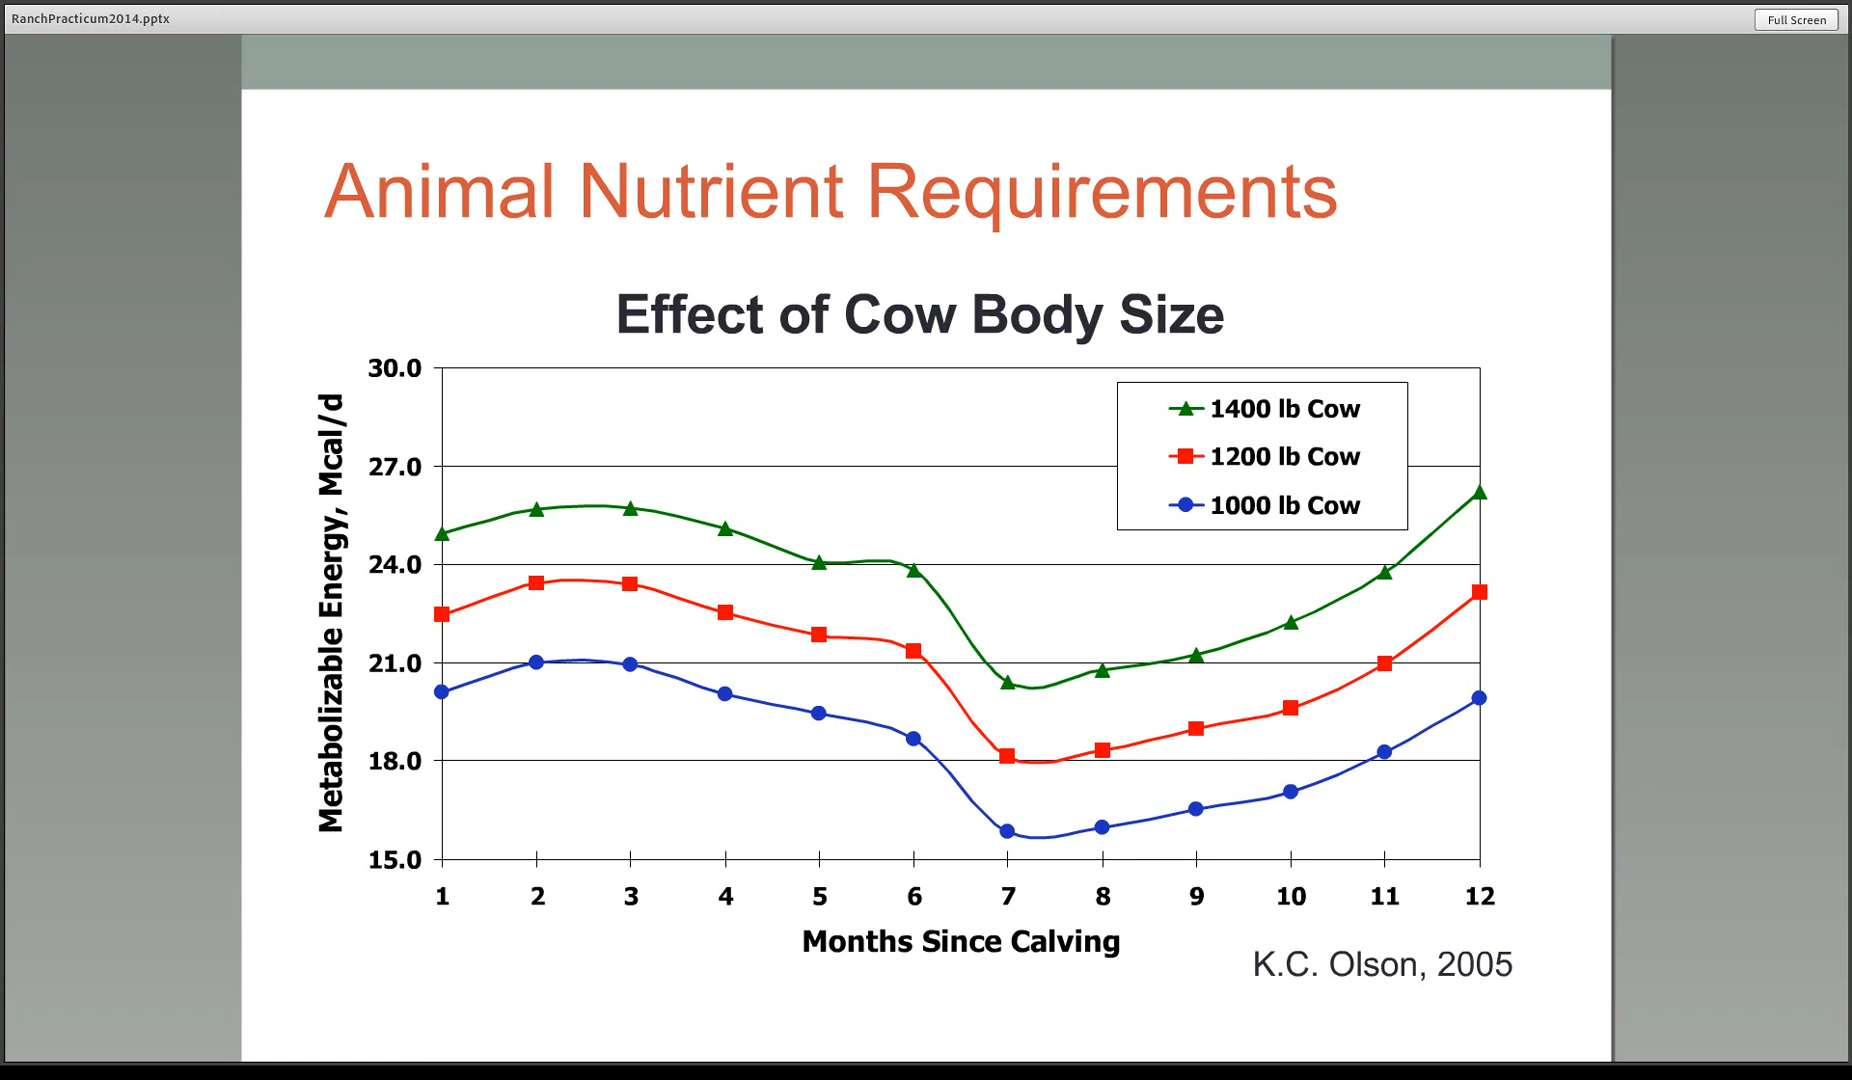 RanchPracticum2014.pptx
Full Screen
Animal Nutrient Requirements
Effect of Cow Body Size
Metabolizable Energy, Mcal/d
30.0
27.0
24.0
21.0
18.0
15.0
1400 lb Cow
1200 lb Cow
1000 lb Cow
1 2 3 4 5 6 7 8 9 10 11 12
Months Since Calving
K.C. Olson, 2005